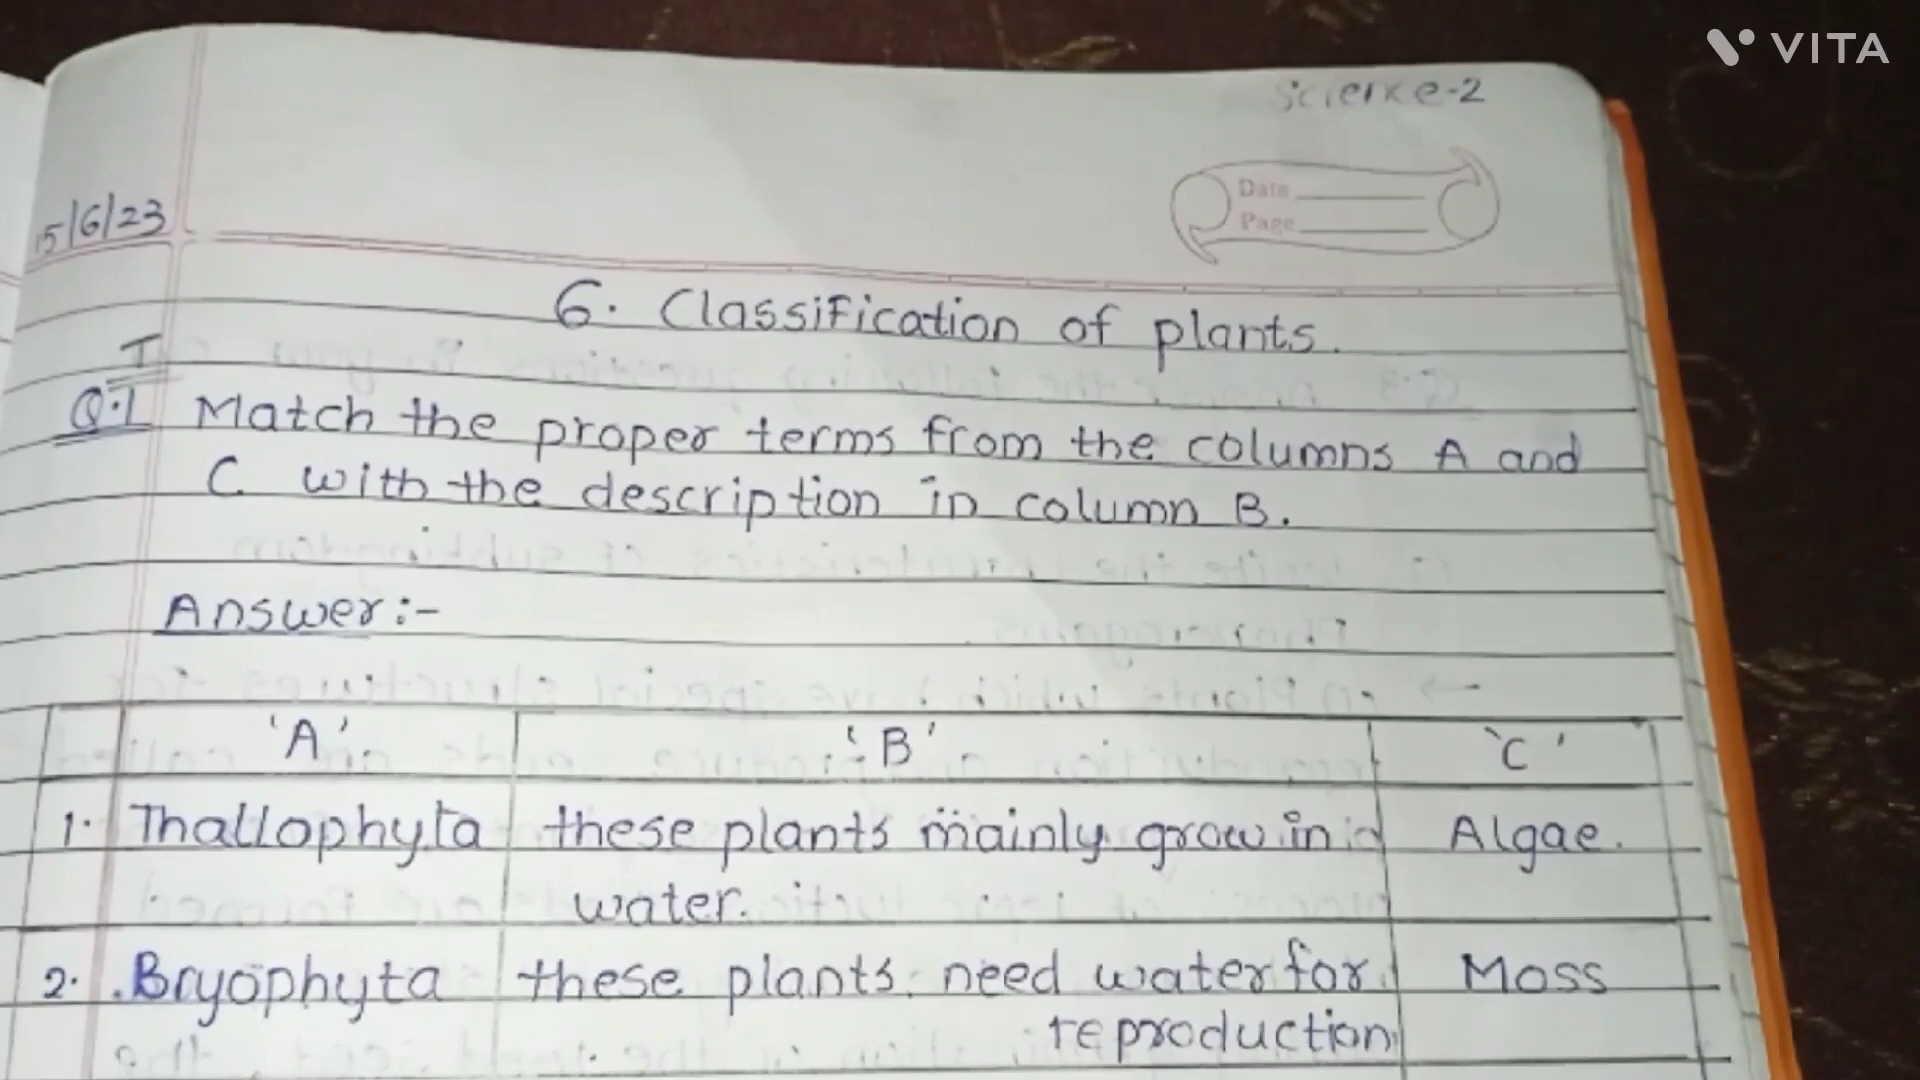 VITA
Science-2
Date
Page
15/6/23
6. Classification of plants.
I
Q.1 Match the proper terms from the columns A and
C with the description in column B.
Answer:-
'A' 'B' 'C'
1. Thallophyta these plants mainly grow in Algae.
water.
2. Bryophyta these plants need water for Moss
reproduction